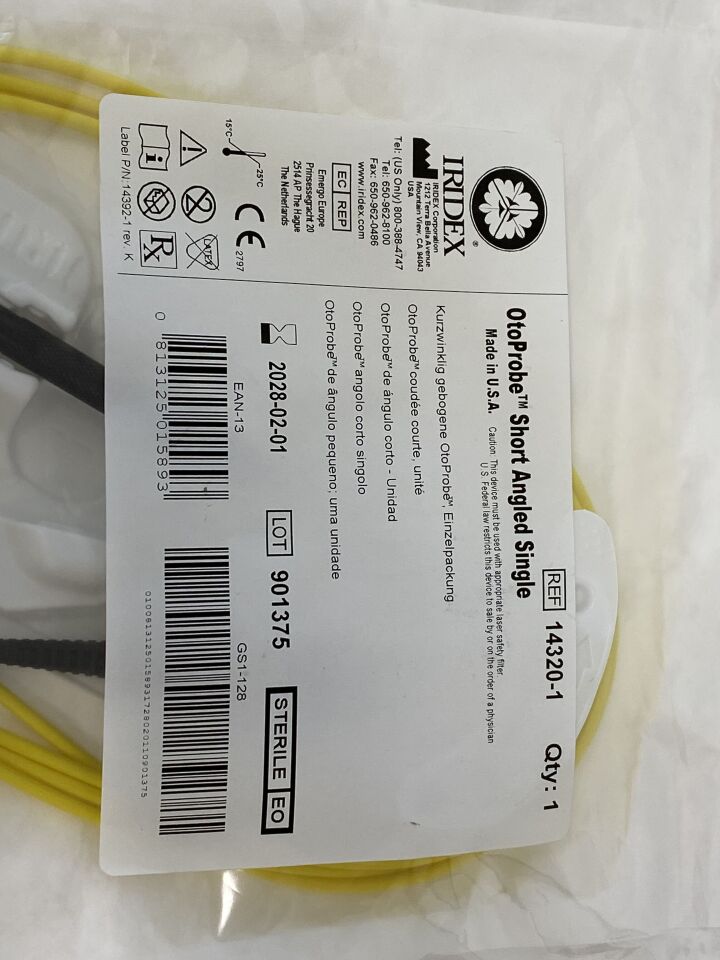 IRIDEX
®
IRIDEX Corporation
1212 Terra Bella Avenue
Mountain View, CA 94043
USA
Tel: (US Only) 800-388-4747
Tel: 650-962-8100
Fax: 650-962-0486
www.iridex.com
EC REP
Emergo Europe
Prinsessegracht 20
2514 AP The Hague
The Netherlands
15°C
25°C
CE
2797
2
LATEX
Rx
Label P/N:14392-1 rev. K
REF 14320-1 Qty: 1
OtoProbe™ Short Angled Single
Made in U.S.A.
Caution: This device must be used with appropriate laser safety filter.
U.S. Federal law restricts this device to sale by or on the order of a physician
Kurzwinklig gebogene OtoProbe™, Einzelpackung
OtoProbe™ coudée courte, unité
OtoProbe™ de ángulo corto - Unidad
OtoProbe™ angolo corto singolo
OtoProbe™ de ângulo pequeno; uma unidade
2028-02-01
LOT 901375
STERILE EO
EAN-13
0 813125 015893
GS1-128
01008131250158931728020110901375